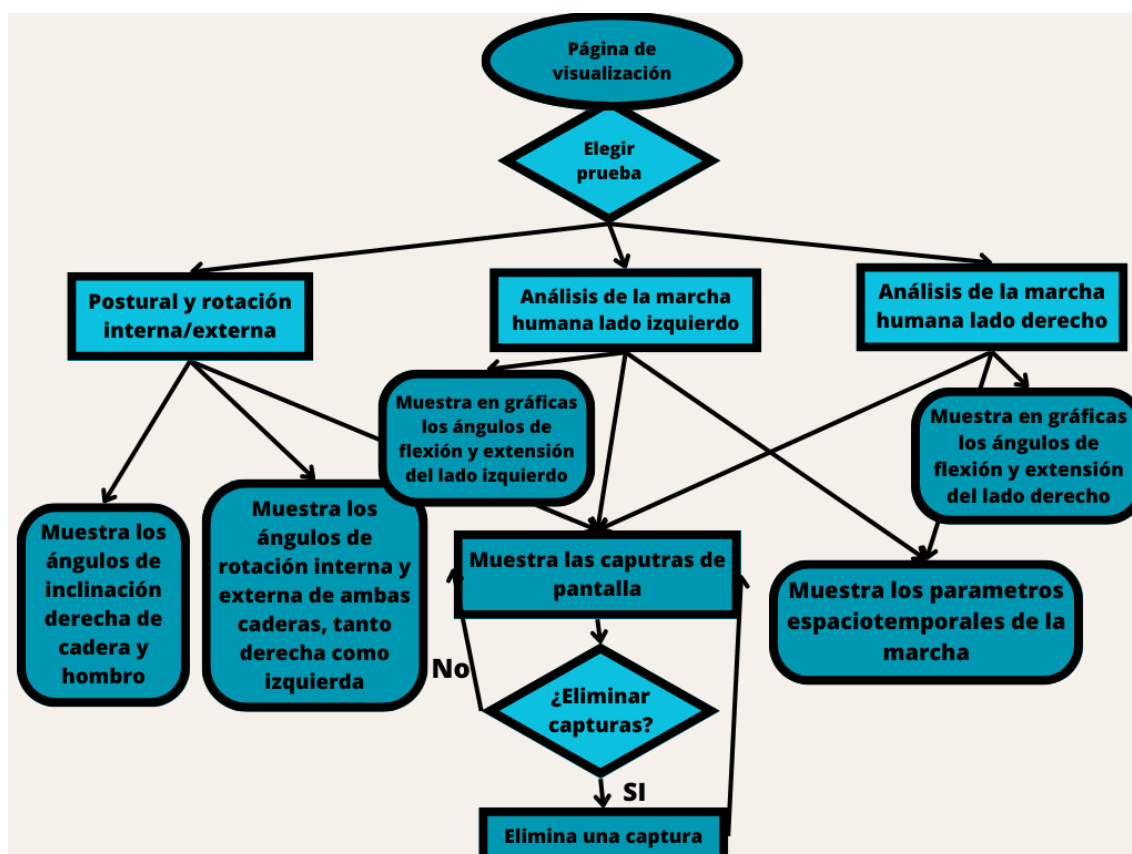 Página de
visualización
Elegir
prueba
Postural y rotación
interna/externa
Análisis de la marcha
humana lado izquierdo
Análisis de la marcha
humana lado derecho
Muestra en gráficas
los ángulos de
flexión y extensión
del lado izquierdo
Muestra en gráficas
los ángulos de
flexión y extensión
del lado derecho
Muestra los
ángulos de
inclinación
derecha de
cadera y
hombro
Muestra los
ángulos de
rotación interna y
externa de ambas
caderas, tanto
derecha como
izquierda
Muestra las caputras de
pantalla
Muestra los parametros
espaciotemporales de la
marcha
No
¿Eliminar
capturas?
SI
Elimina una captura